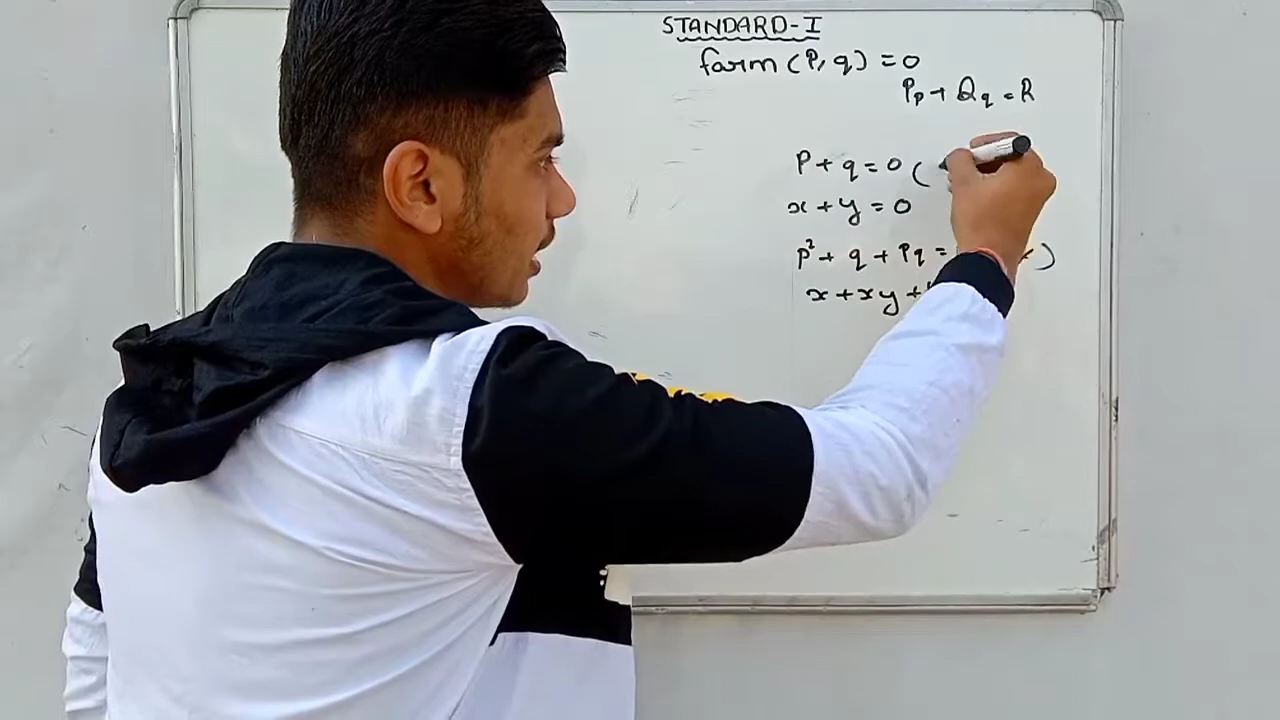 STANDARD-I
farm (P, q) = 0
Pp + Qq = R
P + q = 0 (
x + y = 0
p² + q + Pq =
x + xy +